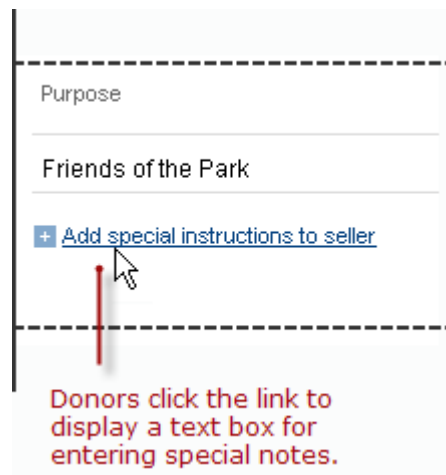 Purpose
Friends of the Park
+ Add special instructions to seller
Donors click the link to
display a text box for
entering special notes.